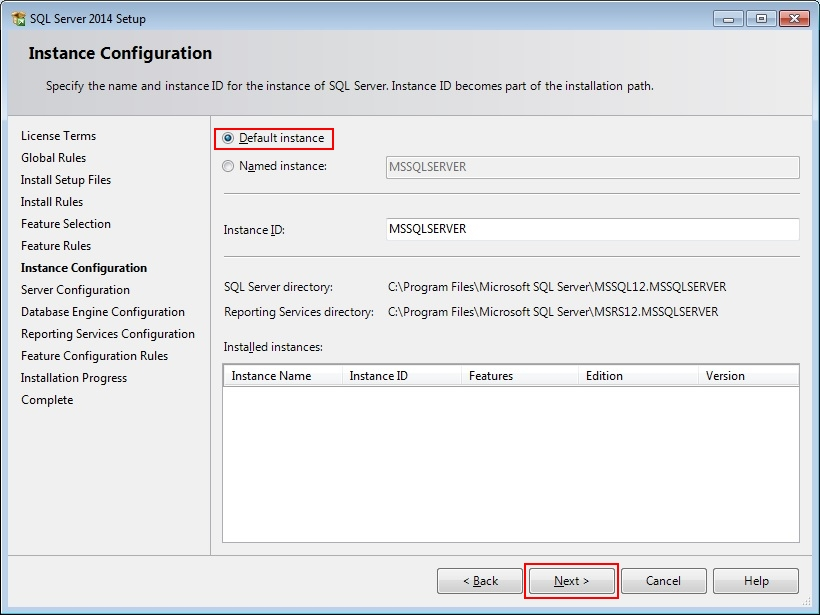 SQL Server 2014 Setup
Instance Configuration
Specify the name and instance ID for the instance of SQL Server. Instance ID becomes part of the installation path.
License Terms
Global Rules
Install Setup Files
Install Rules
Feature Selection
Feature Rules
Instance Configuration
Server Configuration
Database Engine Configuration
Reporting Services Configuration
Feature Configuration Rules
Installation Progress
Complete
Default instance
Named instance: MSSQLSERVER
Instance ID: MSSQLSERVER
SQL Server directory: C:\Program Files\Microsoft SQL Server\MSSQL12.MSSQLSERVER
Reporting Services directory: C:\Program Files\Microsoft SQL Server\MSRS12.MSSQLSERVER
Installed instances:
Instance Name Instance ID Features Edition Version
< Back Next > Cancel Help